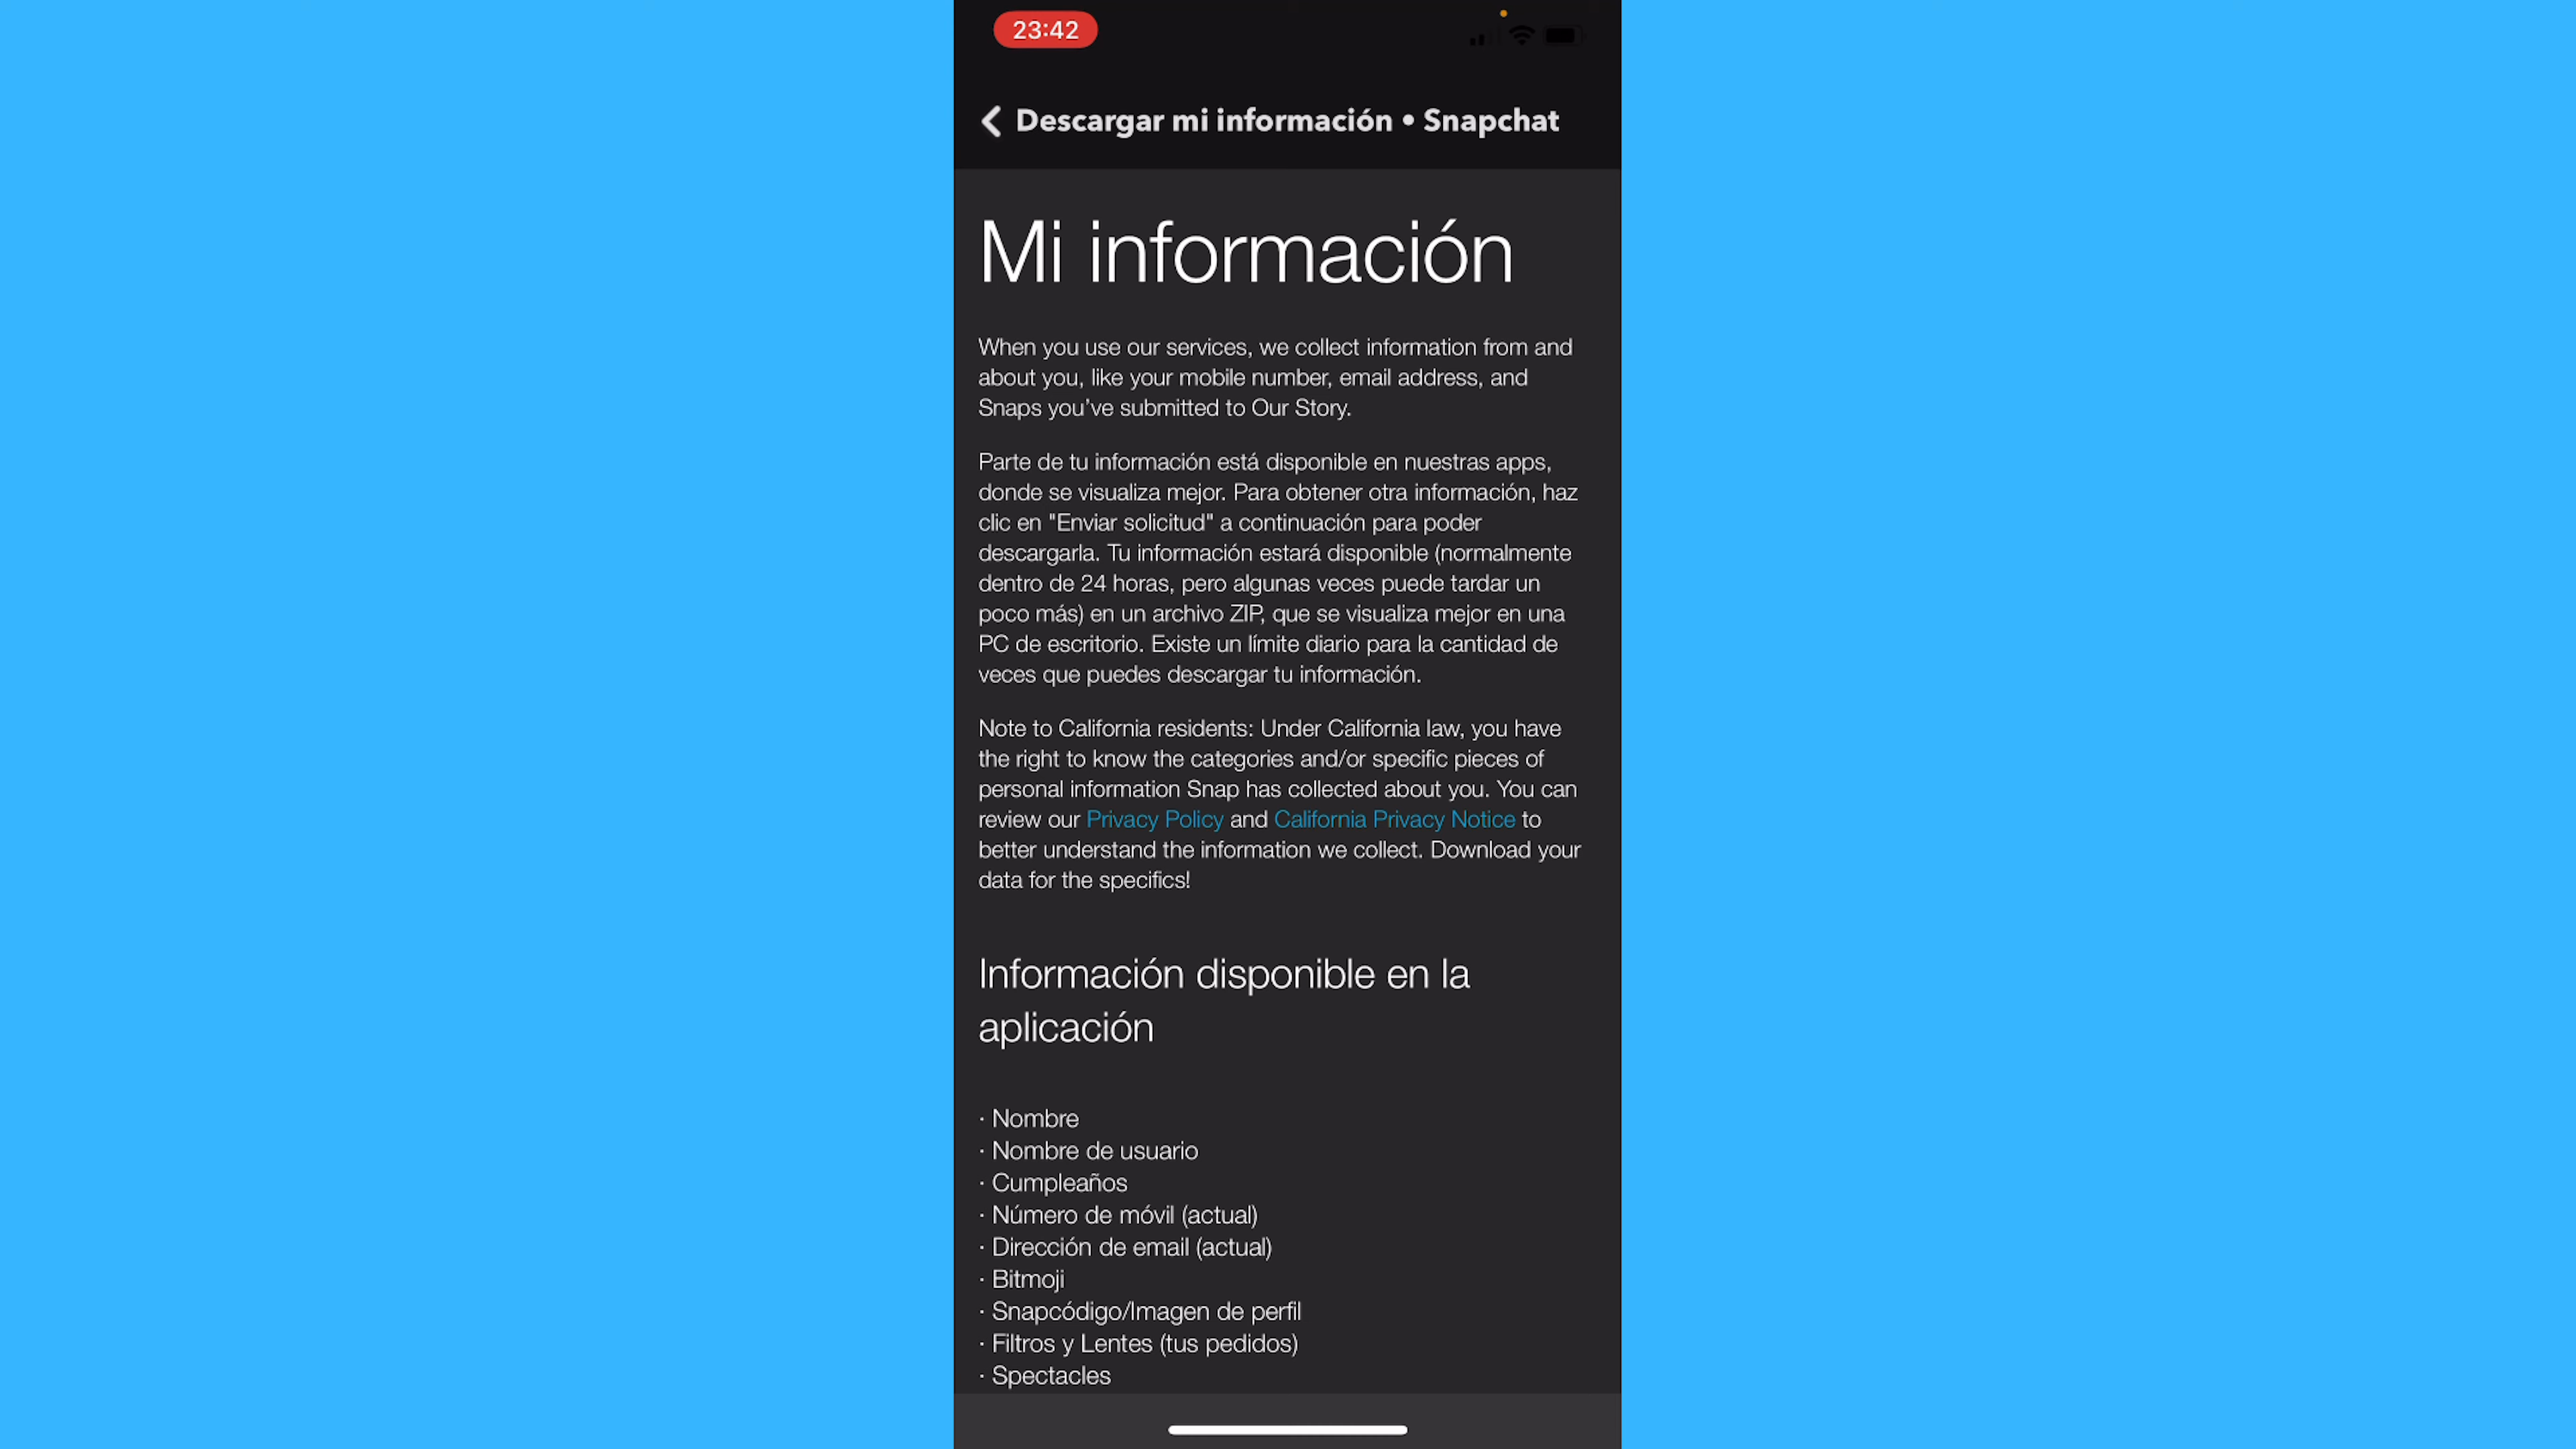 23:42
Descargar mi información • Snapchat
Mi información
When you use our services, we collect information from and
about you, like your mobile number, email address, and
Snaps you’ve submitted to Our Story.
Parte de tu información está disponible en nuestras apps,
donde se visualiza mejor. Para obtener otra información, haz
clic en "Enviar solicitud" a continuación para poder
descargarla. Tu información estará disponible (normalmente
dentro de 24 horas, pero algunas veces puede tardar un
poco más) en un archivo ZIP, que se visualiza mejor en una
PC de escritorio. Existe un límite diario para la cantidad de
veces que puedes descargar tu información.
Note to California residents: Under California law, you have
the right to know the categories and/or specific pieces of
personal information Snap has collected about you. You can
review our Privacy Policy and California Privacy Notice to
better understand the information we collect. Download your
data for the specifics!
Información disponible en la
aplicación
· Nombre
· Nombre de usuario
· Cumpleaños
· Número de móvil (actual)
· Dirección de email (actual)
· Bitmoji
· Snapcódigo/Imagen de perfil
· Filtros y Lentes (tus pedidos)
· Spectacles